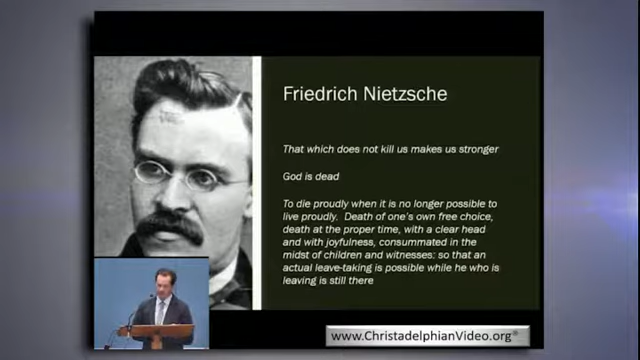 Friedrich Nietzsche
That which does not kill us makes us stronger
God is dead
To die proudly when it is no longer possible to
live proudly.  Death of one's own free choice,
death at the proper time, with a clear head
and with joyfulness, consummated in the
midst of children and witnesses: so that an
actual leave-taking is possible while he who is
leaving is still there
www.ChristadelphianVideo.org